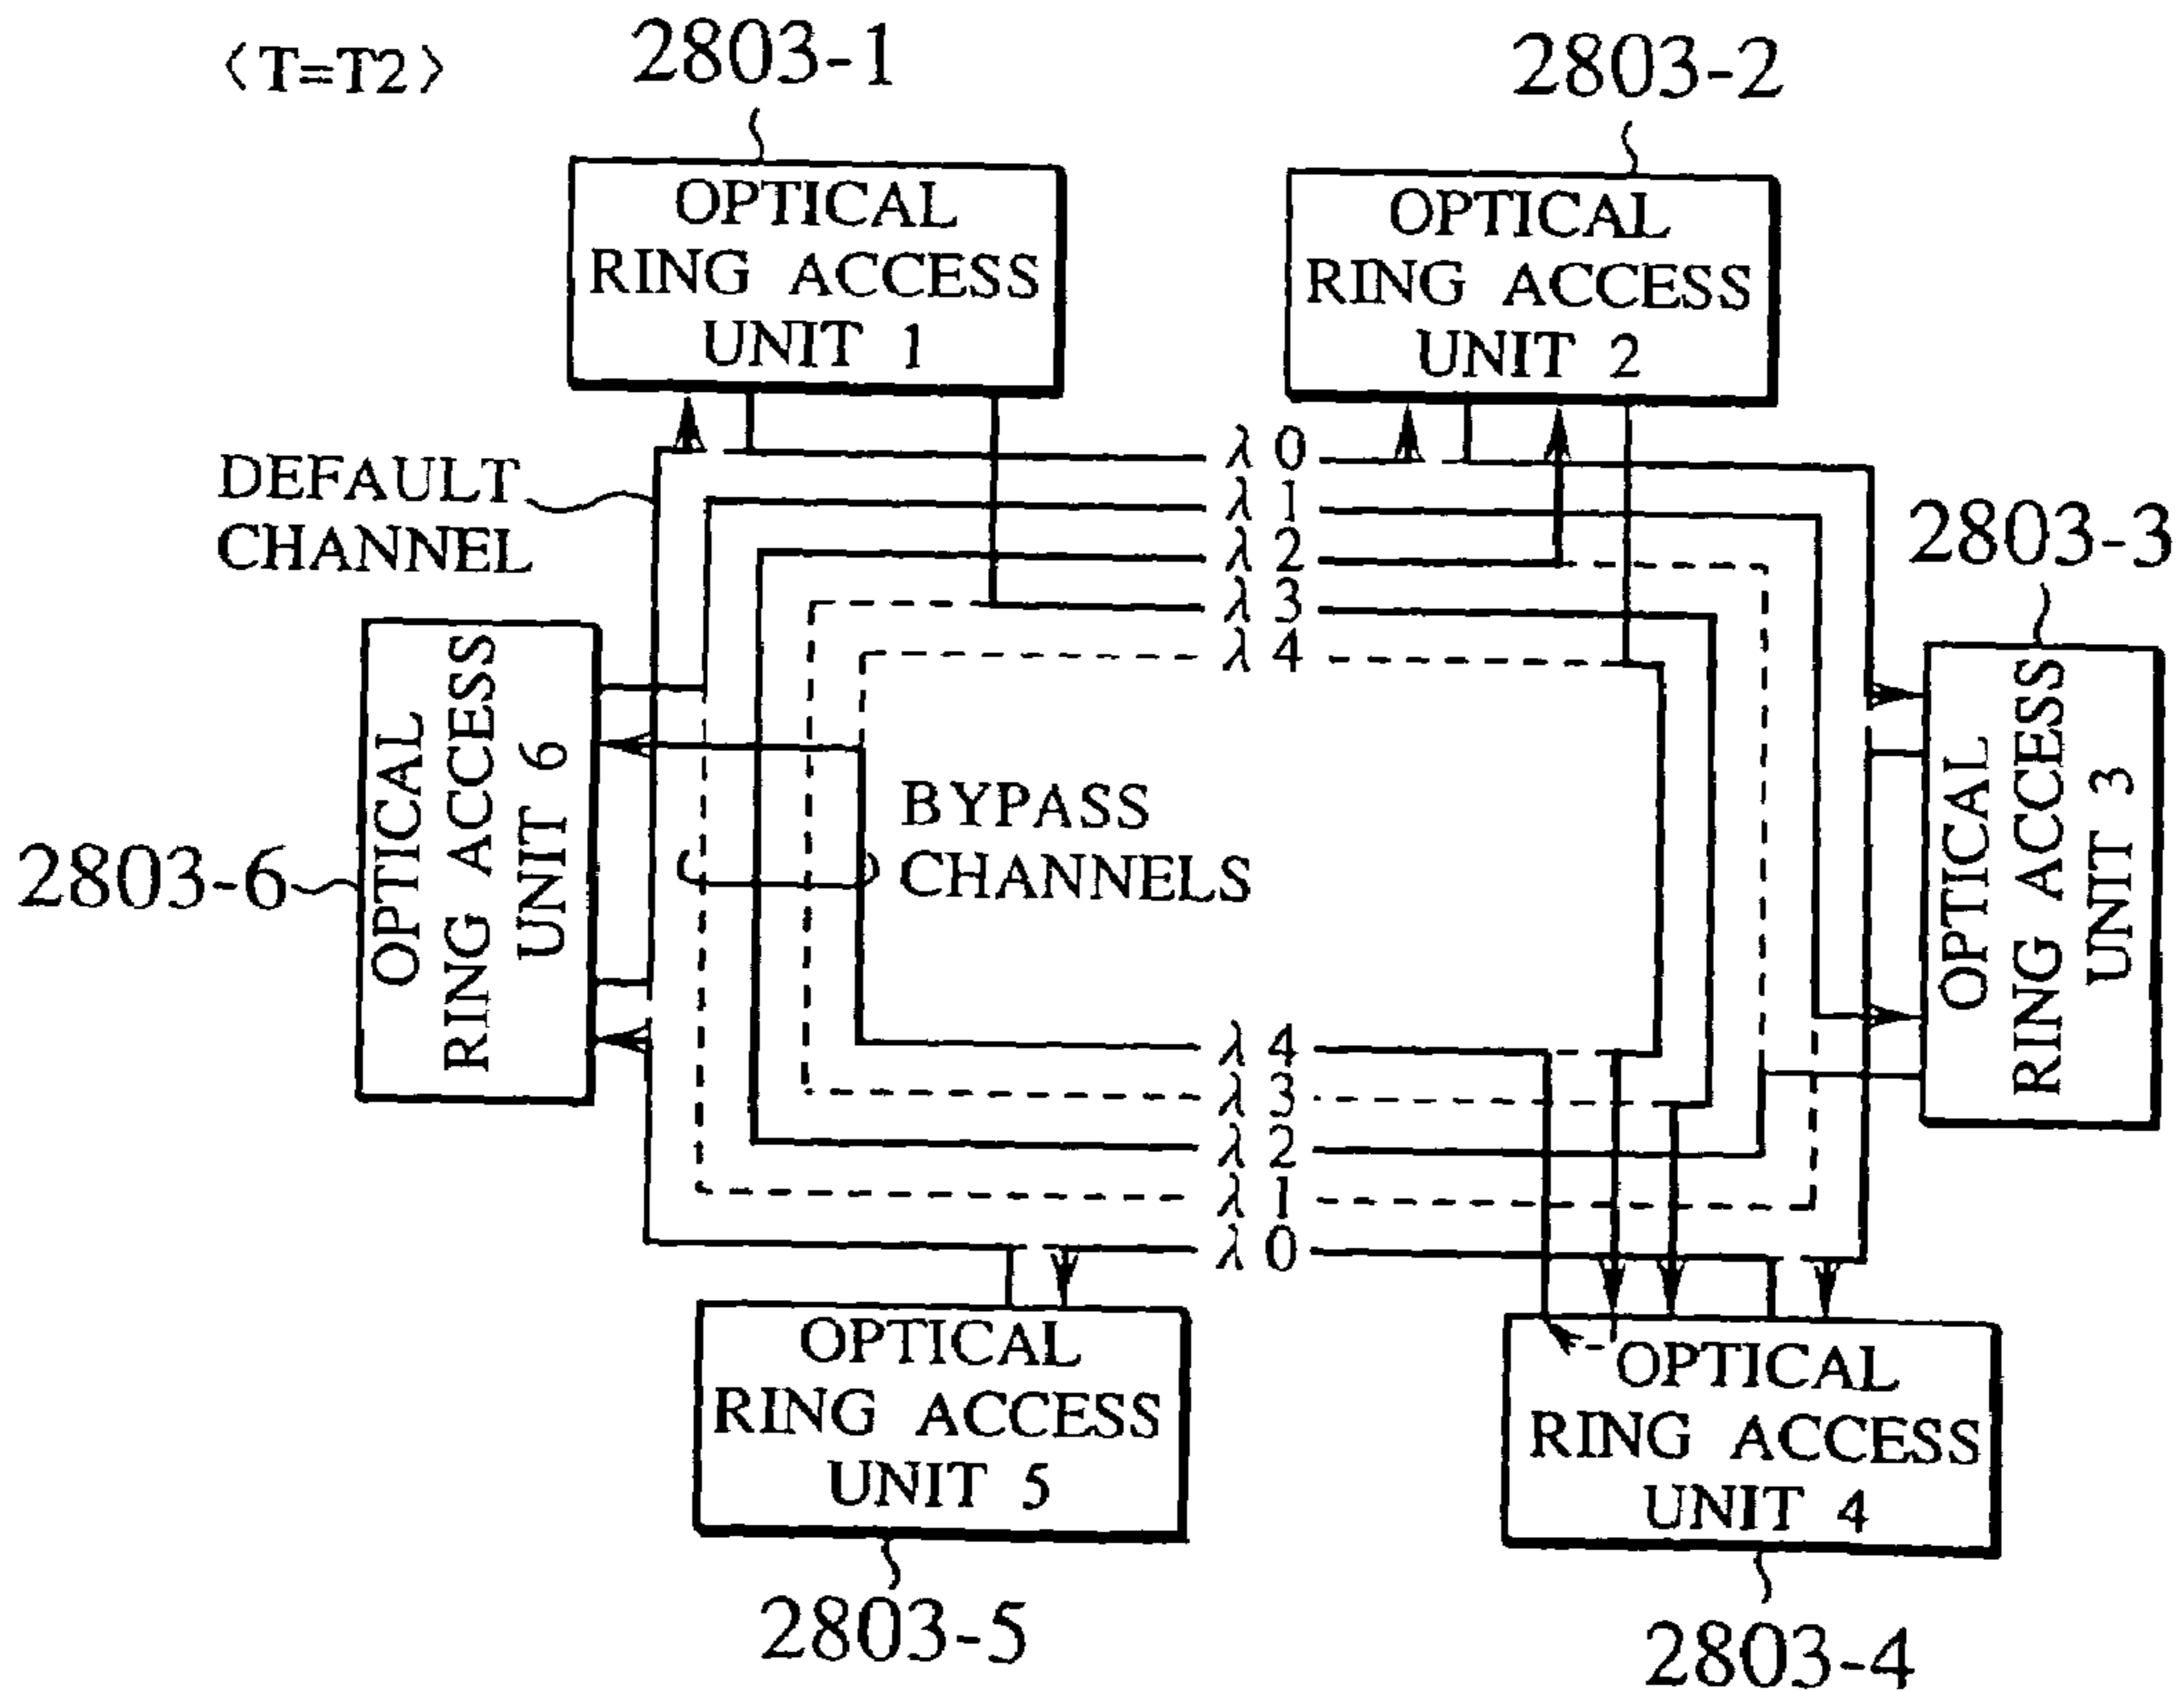 〈T=T2〉
2803-1
2803-2
OPTICAL
RING ACCESS
UNIT 1
OPTICAL
RING ACCESS
UNIT 2
DEFAULT
CHANNEL
λ 0
λ 1
λ 2
λ 3
λ 4
2803-3
OPTICAL
RING ACCESS
UNIT 6
2803-6
BYPASS
CHANNELS
OPTICAL
RING ACCESS
UNIT 3
λ 4
λ 3
λ 2
λ 1
λ 0
OPTICAL
RING ACCESS
UNIT 5
OPTICAL
RING ACCESS
UNIT 4
2803-5
2803-4